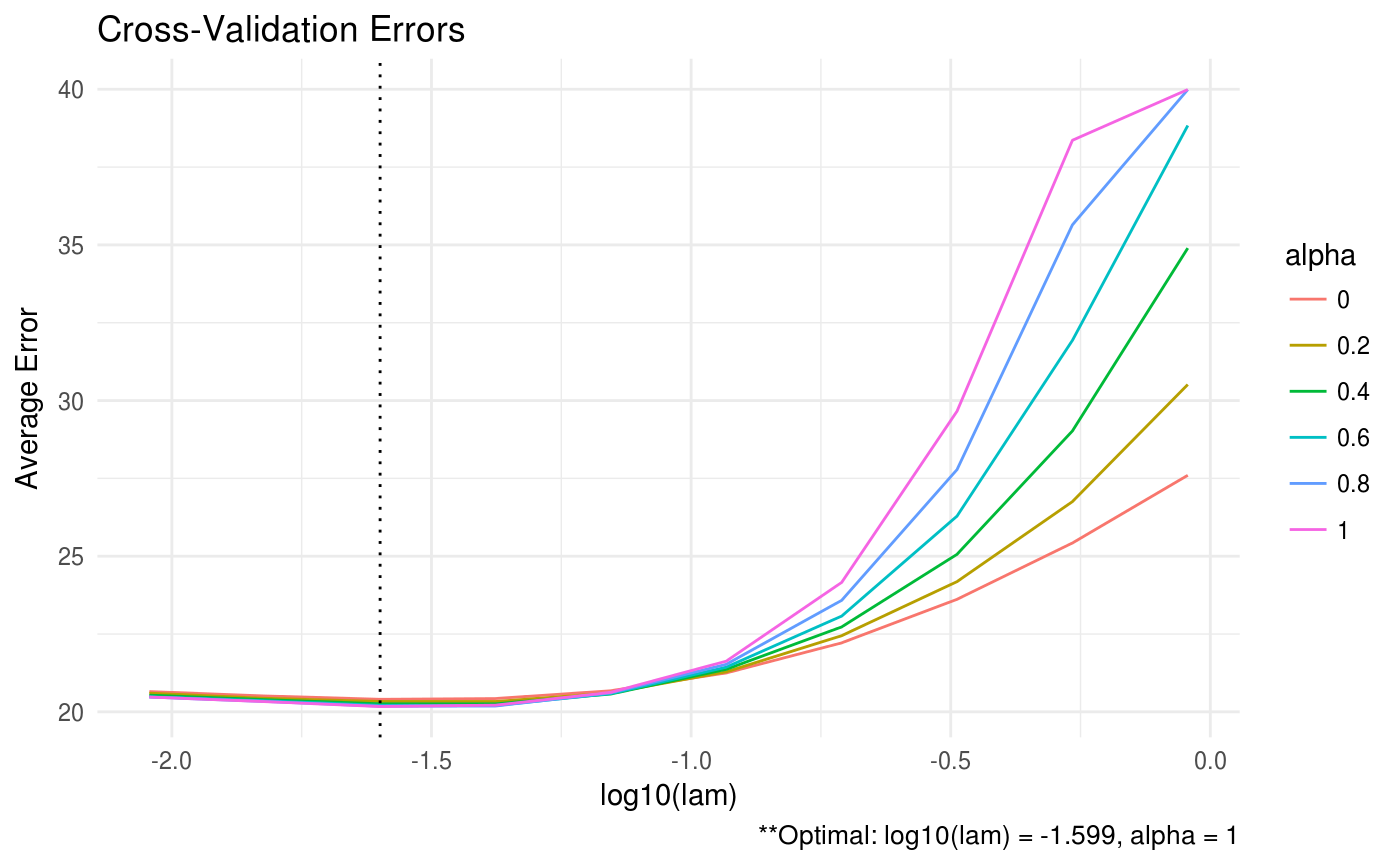 Cross-Validation Errors
Average Error
40
35
30
25
20
-2.0 -1.5 -1.0 -0.5 0.0
log10(lam)
**Optimal: log10(lam) = -1.599, alpha = 1
alpha
0
0.2
0.4
0.6
0.8
1